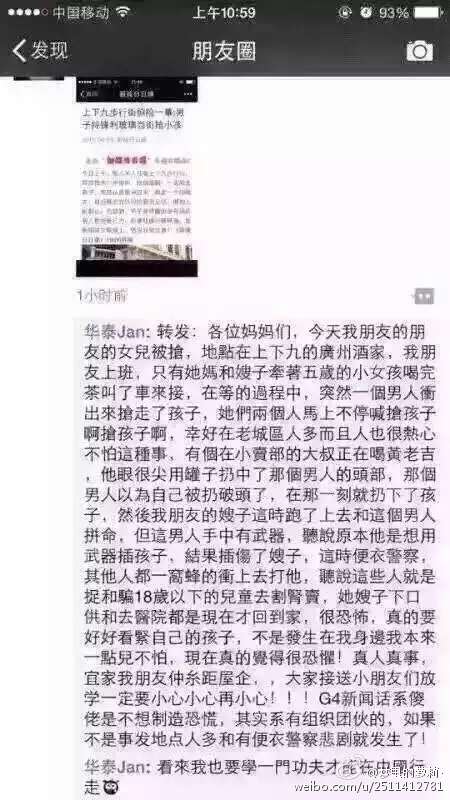 中国移动
上午10:59
93%
发现
朋友圈
上下九步行街惊险一幕:男
子持锋利玻璃当街抢小孩
1小时前
华泰Jan: 转发：各位妈妈们，今天我朋友的朋
友的女兒被搶，地點在上下九的廣州酒家，我朋
友上班，只有她媽和嫂子牽著五歲的小女孩喝完
茶叫了車來接，在等的過程中，突然一個男人衝
出來搶走了孩子，她們兩個人馬上不停喊搶孩子
啊搶孩子啊，幸好在老城區人多而且人也很熱心
不怕這種事、有個在小賣部的大叔正在喝黃老吉
，他眼很尖用罐子扔中了那個男人的頭部，那個
男人以為自己被扔破頭了，在那一刻就扔下了孩
子，然後我朋友的嫂子這時跑了上去和這個男人
拼命，但這男人手中有武器，聽說原本他是想用
武器插孩子、結果插傷了嫂子，這時便衣警察，
其他人都一窩蜂的衝上去打他，聽說這些人就是
捉和騙18歲以下的兒童去割腎賣，她嫂子下口
供和去醫院都是現在才回到家，很恐怖，真的要
好好看緊自己的孩子，不是發生在我身邊我本來
一點兒不怕，現在真的覺得很恐懼！真人真事，
宜家我朋友仲系距屋企，，大家接送小朋友们放
学一定要小心小心再小心！！！G4新闻话系傻
佬是不想制造恐慌，其实系有组织团伙的，如果
不是事发地点人多和有便衣警察悲剧就发生了！
华泰Jan: 看來我也要學一門功夫才 在中國行
走
weibo.com/u/2511412781